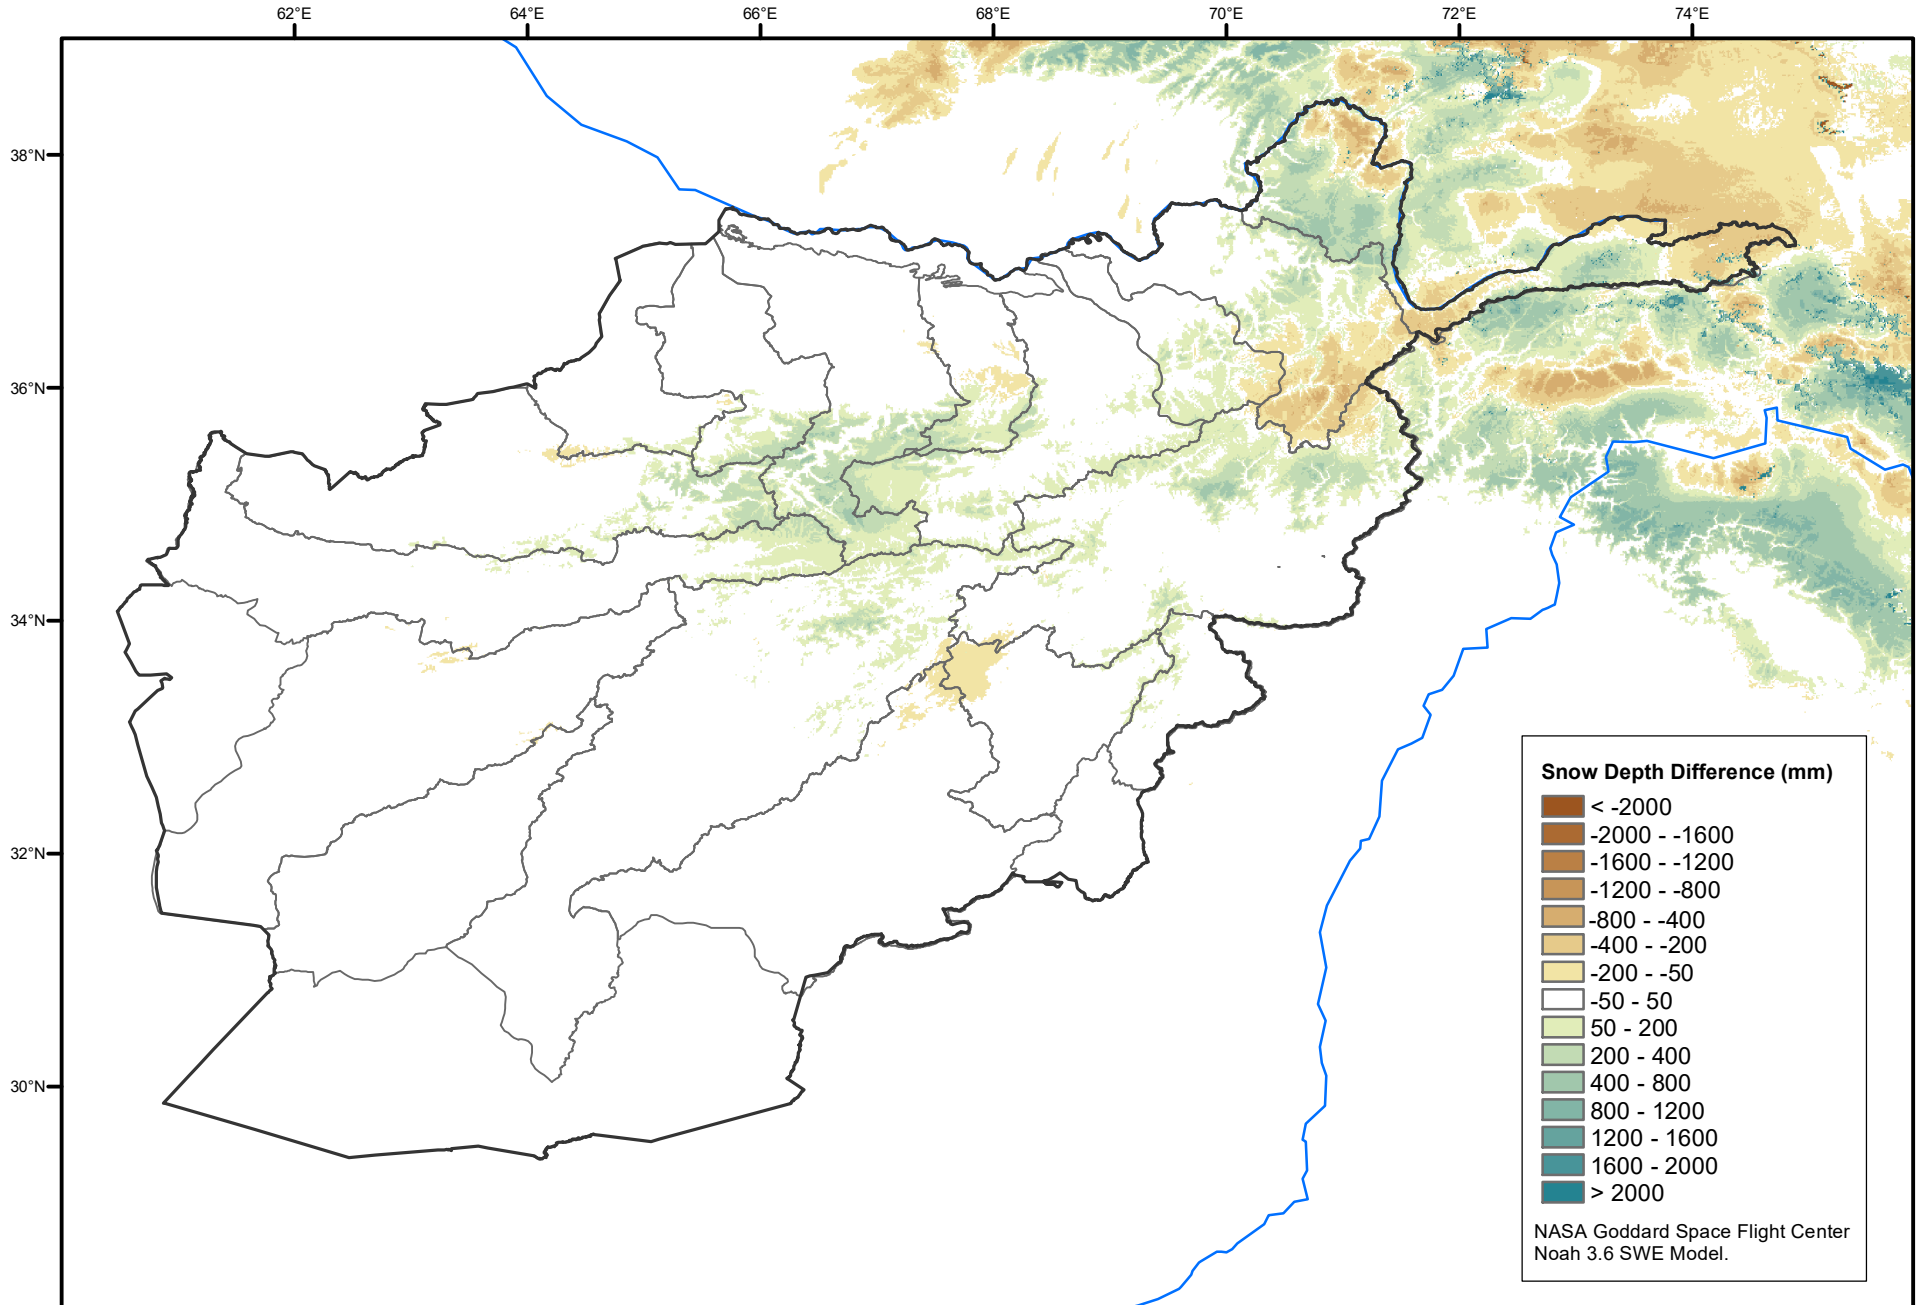 62°E 64°E 66°E 68°E 70°E 72°E 74°E
38°N
36°N
34°N
32°N
30°N
Snow Depth Difference (mm)
< -2000
-2000 - -1600
-1600 - -1200
-1200 - -800
-800 - -400
-400 - -200
-200 - -50
-50 - 50
50 - 200
200 - 400
400 - 800
800 - 1200
1200 - 1600
1600 - 2000
> 2000
NASA Goddard Space Flight Center
Noah 3.6 SWE Model.